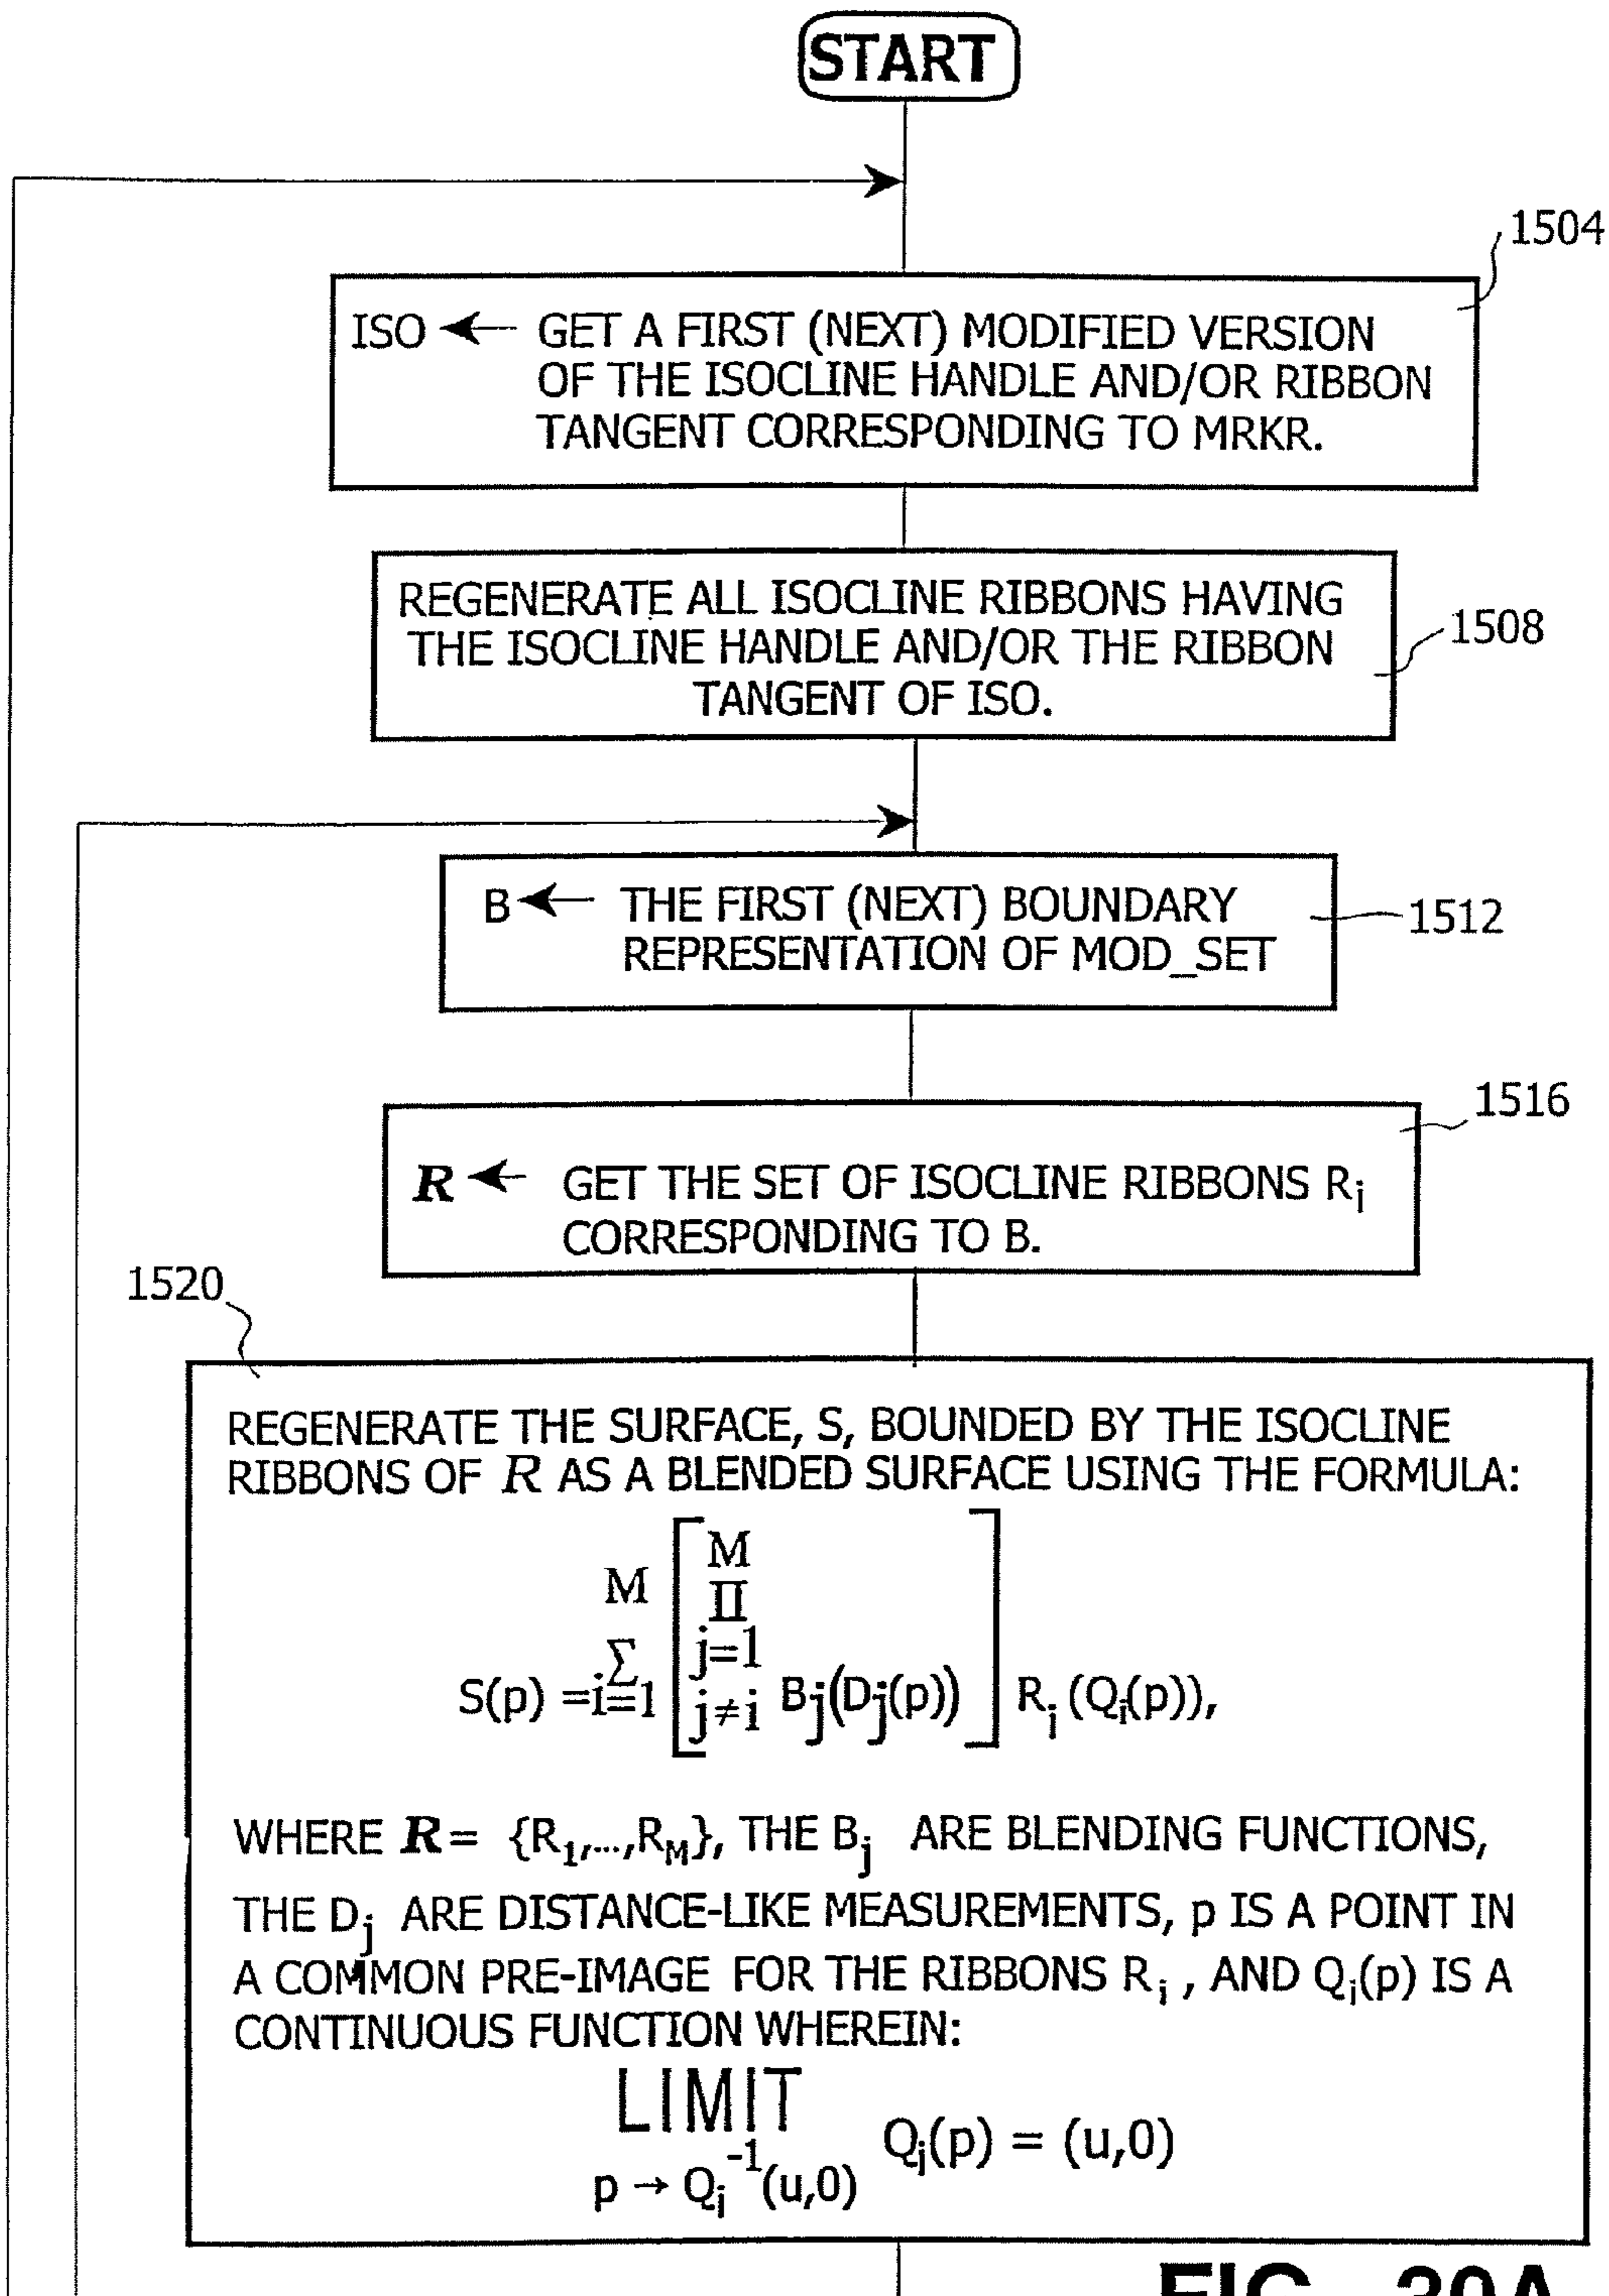 START
1504
ISO ← GET A FIRST (NEXT) MODIFIED VERSION
OF THE ISOCLINE HANDLE AND/OR RIBBON
TANGENT CORRESPONDING TO MRKR.
REGENERATE ALL ISOCLINE RIBBONS HAVING
THE ISOCLINE HANDLE AND/OR THE RIBBON
TANGENT OF ISO.
1508
B ← THE FIRST (NEXT) BOUNDARY
REPRESENTATION OF MOD_SET
1512
1516
R ← GET THE SET OF ISOCLINE RIBBONS Rᵢ
CORRESPONDING TO B.
1520
REGENERATE THE SURFACE, S, BOUNDED BY THE ISOCLINE
RIBBONS OF R AS A BLENDED SURFACE USING THE FORMULA:
M
M
Π
Σ
j=1
S(p) = i=1 [ j≠i Bj(Dj(p)) ] Rᵢ (Qᵢ(p)),
WHERE R = {R₁,...,R_M}, THE Bj ARE BLENDING FUNCTIONS,
THE Dj ARE DISTANCE-LIKE MEASUREMENTS, p IS A POINT IN
A COMMON PRE-IMAGE FOR THE RIBBONS Rᵢ , AND Qᵢ(p) IS A
CONTINUOUS FUNCTION WHEREIN:
LIMIT
p → Qᵢ⁻¹(u,0) Qᵢ(p) = (u,0)
FIG. 20A